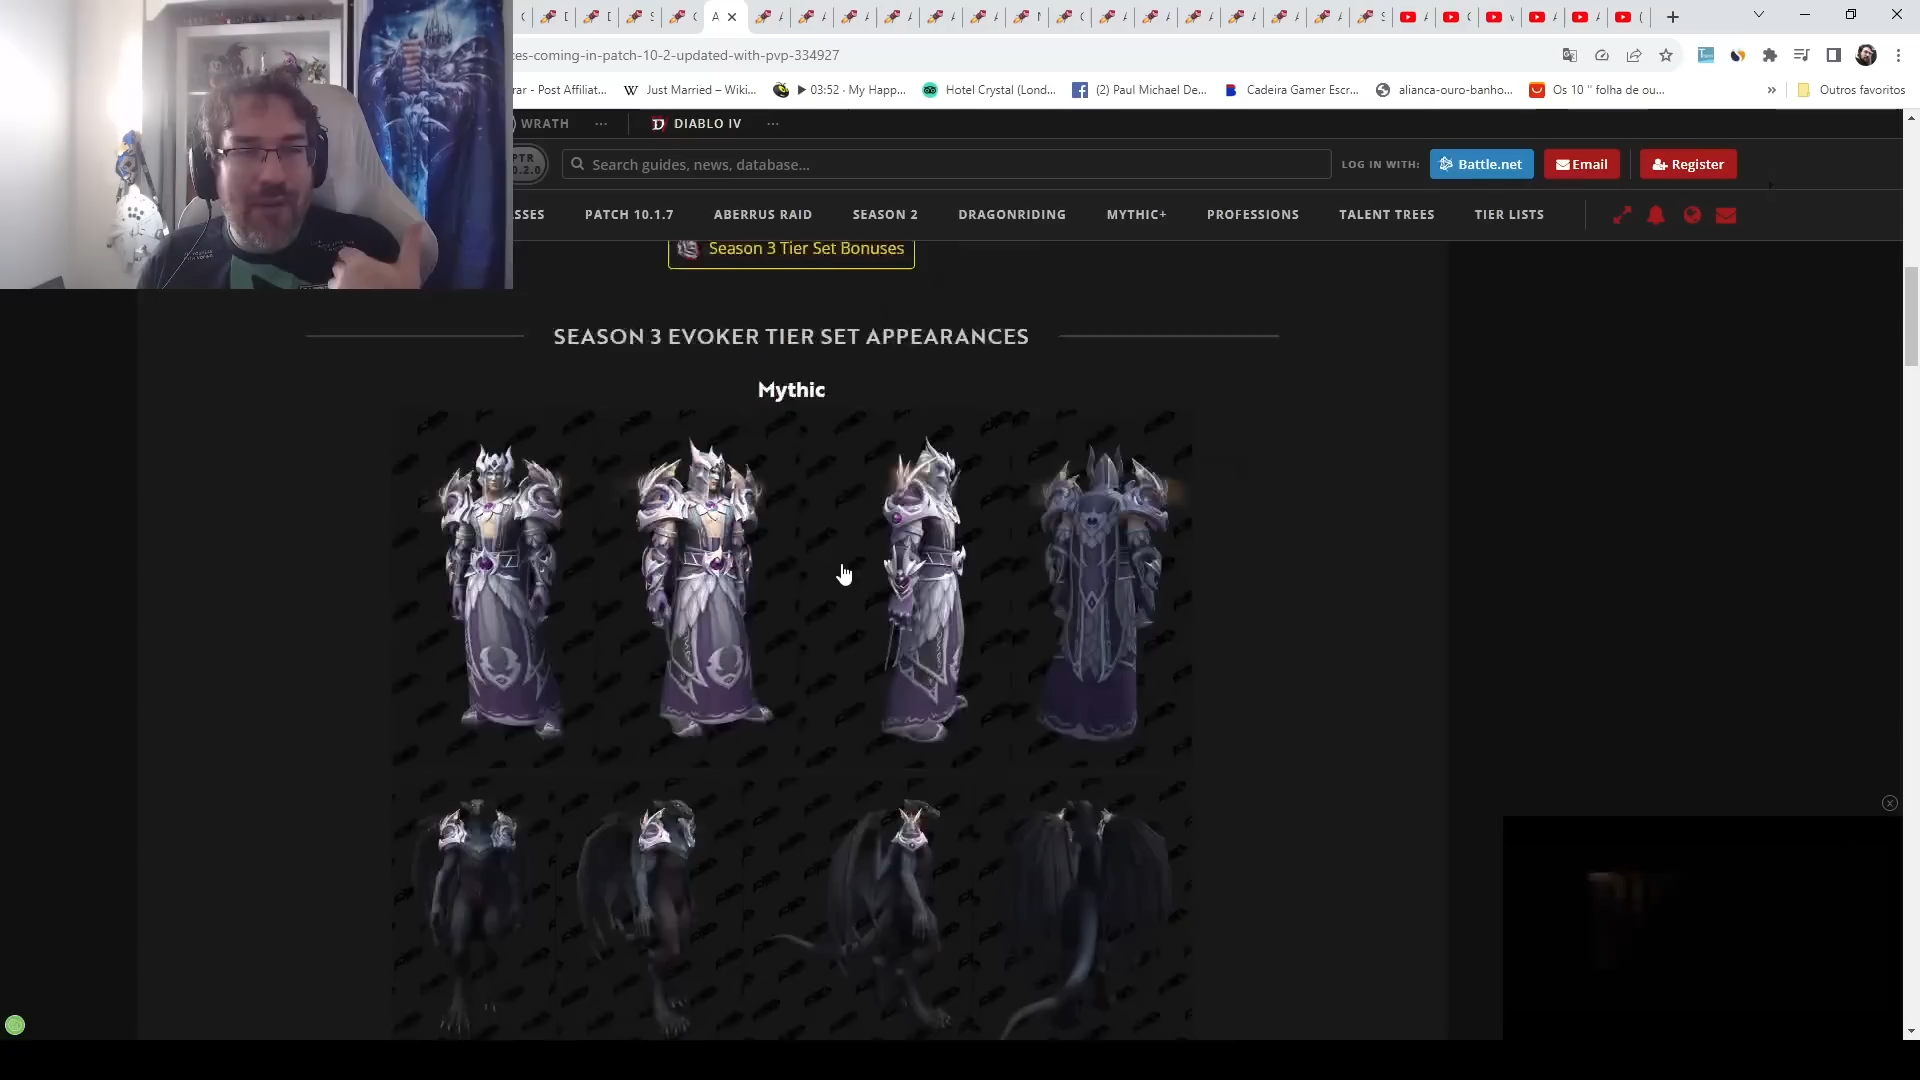 ces-coming-in-patch-10-2-updated-with-pvp-334927
rar - Post Affiliat...
Just Married – Wiki...
▶ 03:52 · My Happ...
Hotel Crystal (Lond...
(2) Paul Michael De...
Cadeira Gamer Escr...
alianca-ouro-banho...
Os 10 " folha de ou...
»
Outros favoritos
WRATH
DIABLO IV
PTR
Search guides, news, database...
LOG IN WITH:
Battle.net
Email
Register
SSES
PATCH 10.1.7
ABERRUS RAID
SEASON 2
DRAGONRIDING
MYTHIC+
PROFESSIONS
TALENT TREES
TIER LISTS
Season 3 Tier Set Bonuses
SEASON 3 EVOKER TIER SET APPEARANCES
Mythic